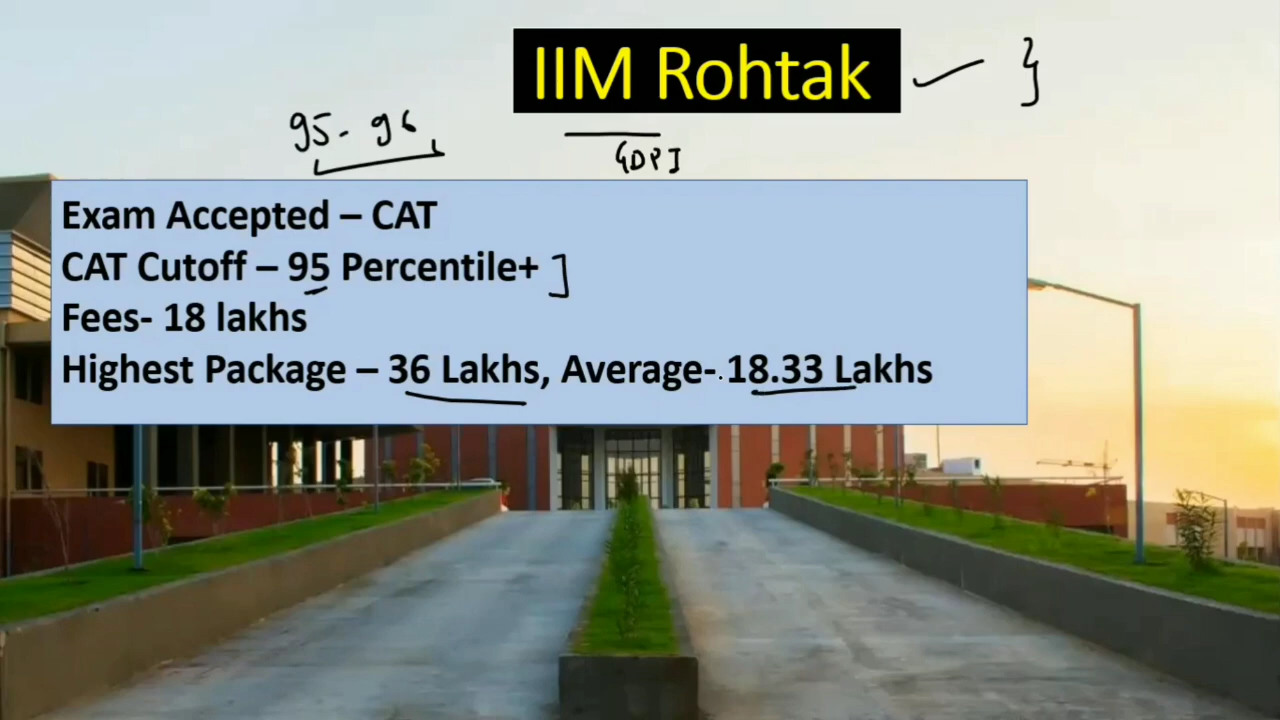 IIM Rohtak
95-96
GDPI
Exam Accepted – CAT
CAT Cutoff – 95 Percentile+
Fees- 18 lakhs
Highest Package – 36 Lakhs, Average- 18.33 Lakhs